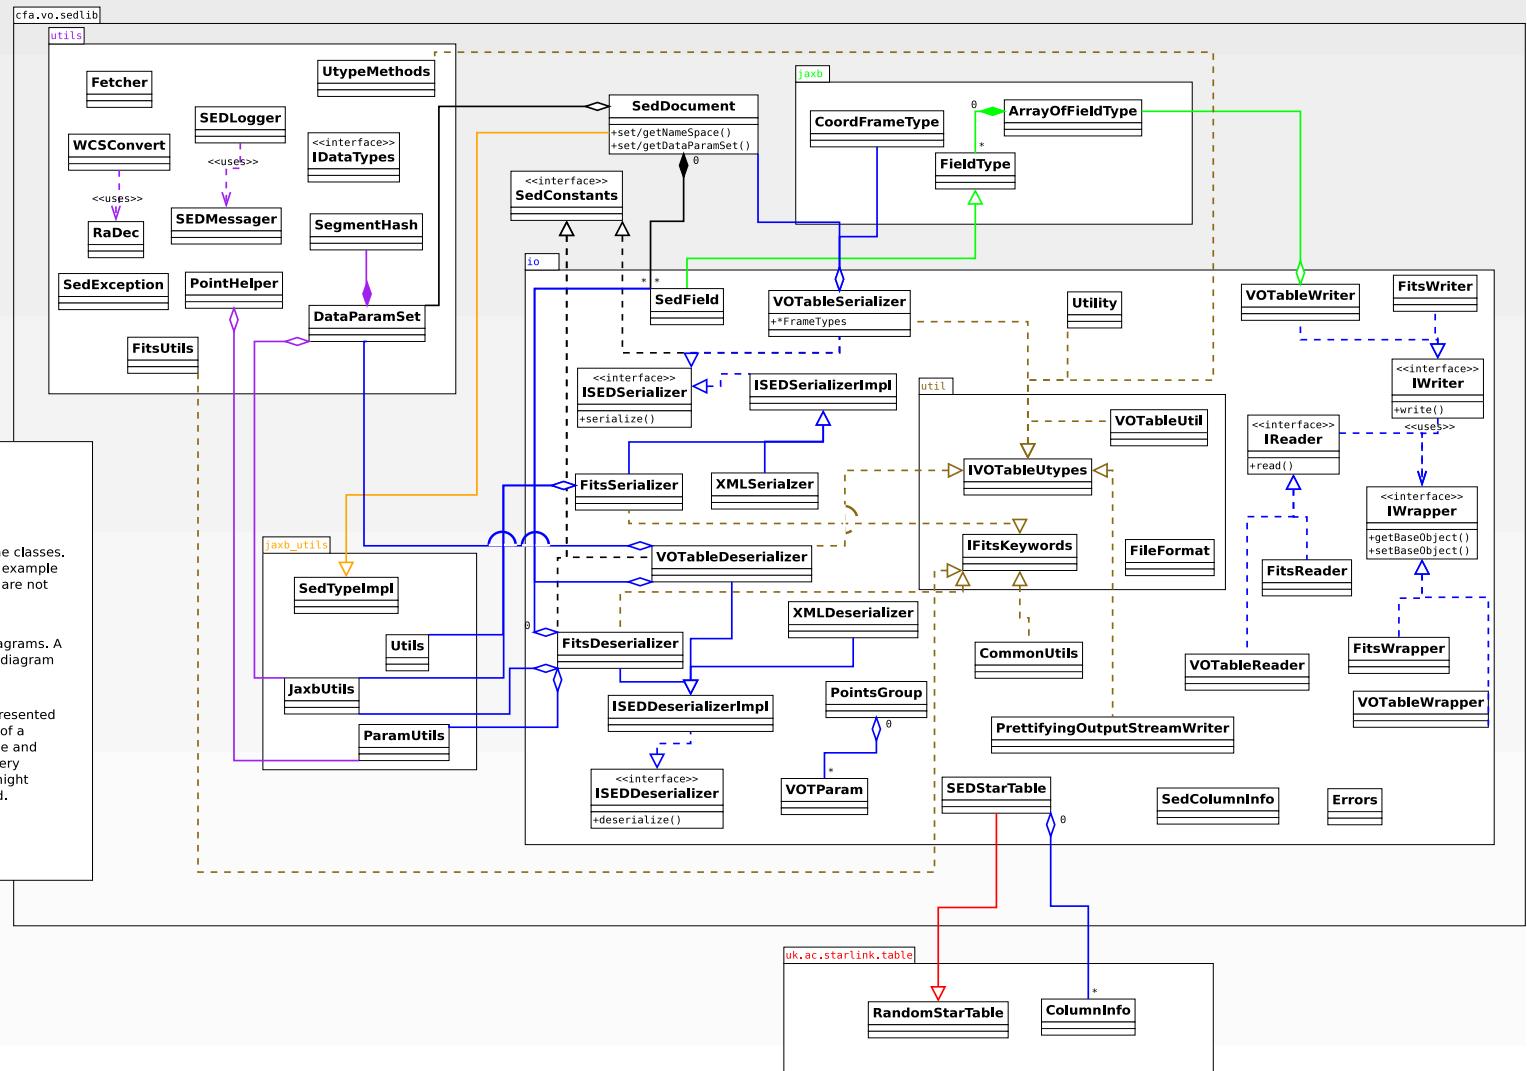 cfa.vo.sedlib
utils
Fetcher
UtypeMethods
SEDLogger
WCSConvert
<<uses>>
<<interface>>
IDataTypes
<<uses>>
RaDec
SEDMessager
SegmentHash
SedException
PointHelper
DataParamSet
FitsUtils
SedDocument
+set/getNameSpace()
+set/getDataParamSet()
0
<<interface>>
SedConstants
jaxb
CoordFrameType
0
ArrayOfFieldType
*
FieldType
io
*
*
SedField
VOTableSerializer
+*FrameTypes
Utility
VOTableWriter
FitsWriter
<<interface>>
ISEDSerializer
+serialize()
ISEDSerializerImpl
<<interface>>
IWriter
+write()
<<uses>>
<<interface>>
IReader
+read()
util
VOTableUtil
IVOTableUtypes
IFitsKeywords
FileFormat
FitsSerializer
XMLSerialzer
<<interface>>
IWrapper
+getBaseObject()
+setBaseObject()
FitsReader
VOTableDeserializer
XMLDeserializer
0
FitsDeserializer
CommonUtils
VOTableReader
FitsWrapper
VOTableWrapper
ISEDDeserializerImpl
PointsGroup
0
PrettifyingOutputStreamWriter
<<interface>>
ISEDDeserializer
+deserialize()
*
VOTParam
SEDStarTable
0
SedColumnInfo
Errors
jaxb_utils
SedTypeImpl
Utils
JaxbUtils
ParamUtils
e classes.
example
are not
agrams. A
diagram
resented
of a
e and
ery
might
d.
uk.ac.starlink.table
RandomStarTable
*
ColumnInfo